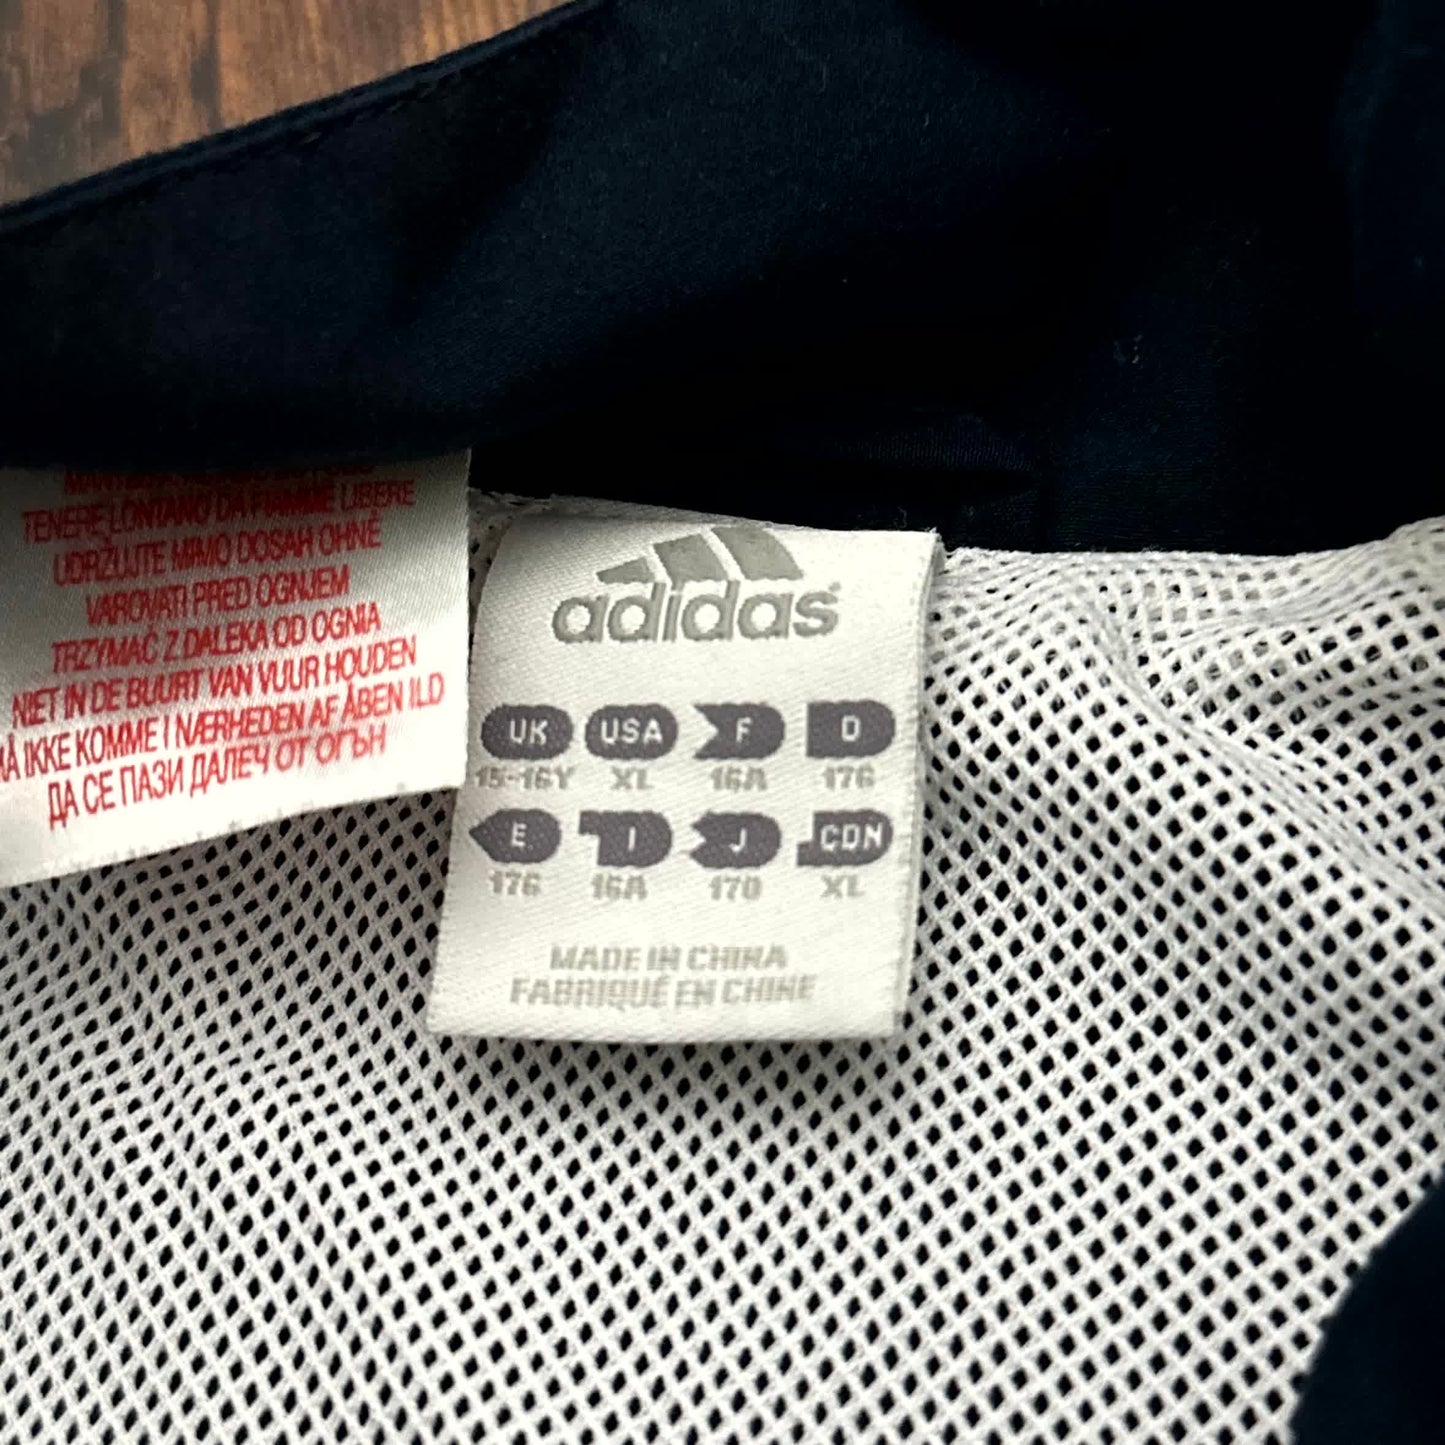 TENERE LONTANO DA FIAMME LIBERE
UDRŽUJTE MIMO DOSAH OHNĚ
VAROVATI PRED OGNJEM
TRZYMAĆ Z DALEKA OD OGNIA
NIET IN DE BUURT VAN VUUR HOUDEN
MÅ IKKE KOMME I NÆRHEDEN AF ÅBEN ILD
ДА СЕ ПАЗИ ДАЛЕЧ ОТ ОГЪН
adidas
UK USA F D
15-16Y XL 16A 176
E I J CDN
176 16A 170 XL
MADE IN CHINA
FABRIQUÉ EN CHINE